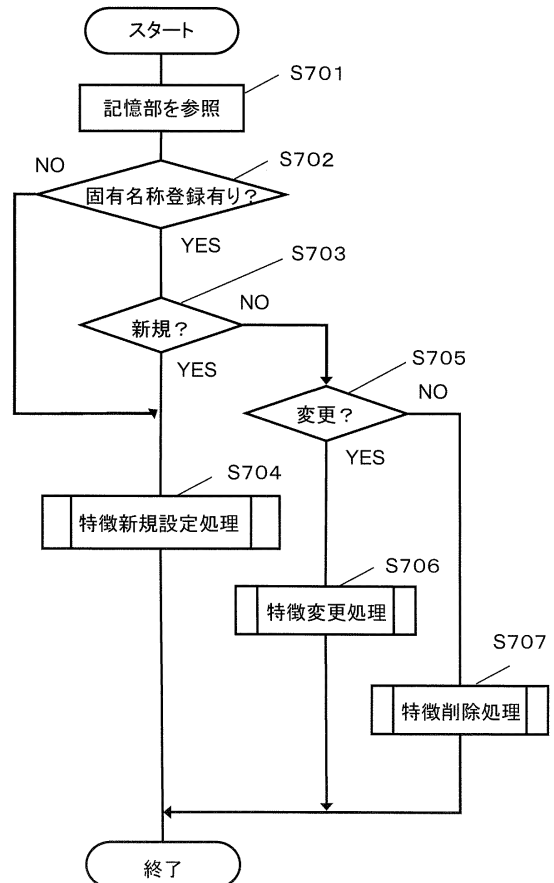 スタート
S701
記憶部を参照
NO
S702
固有名称登録有り？
YES
S703
NO
新規？
YES
S705
NO
変更？
YES
S704
特徴新規設定処理
S706
特徴変更処理
S707
特徴削除処理
終了